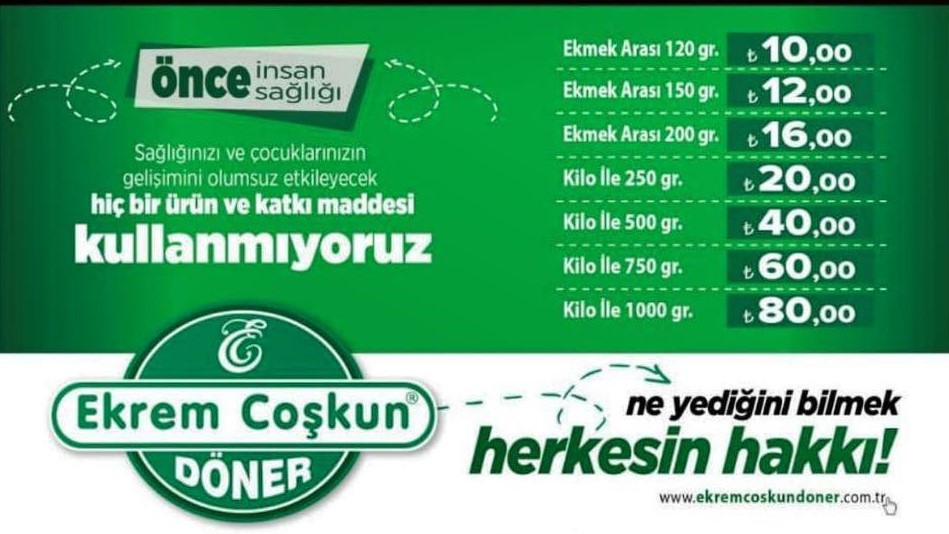 önce insan
sağlığı
Sağlığınızı ve çocuklarınızın
gelişimini olumsuz etkileyecek
hiç bir ürün ve katkı maddesi
kullanmıyoruz
Ekmek Arası 120 gr. ₺10,00
Ekmek Arası 150 gr. ₺12,00
Ekmek Arası 200 gr. ₺16,00
Kilo İle 250 gr. ₺20,00
Kilo İle 500 gr. ₺40,00
Kilo İle 750 gr. ₺60,00
Kilo İle 1000 gr. ₺80,00
E
Ekrem Coşkun®
DÖNER
ne yediğini bilmek
herkesin hakkı!
www.ekremcoskundoner.com.tr